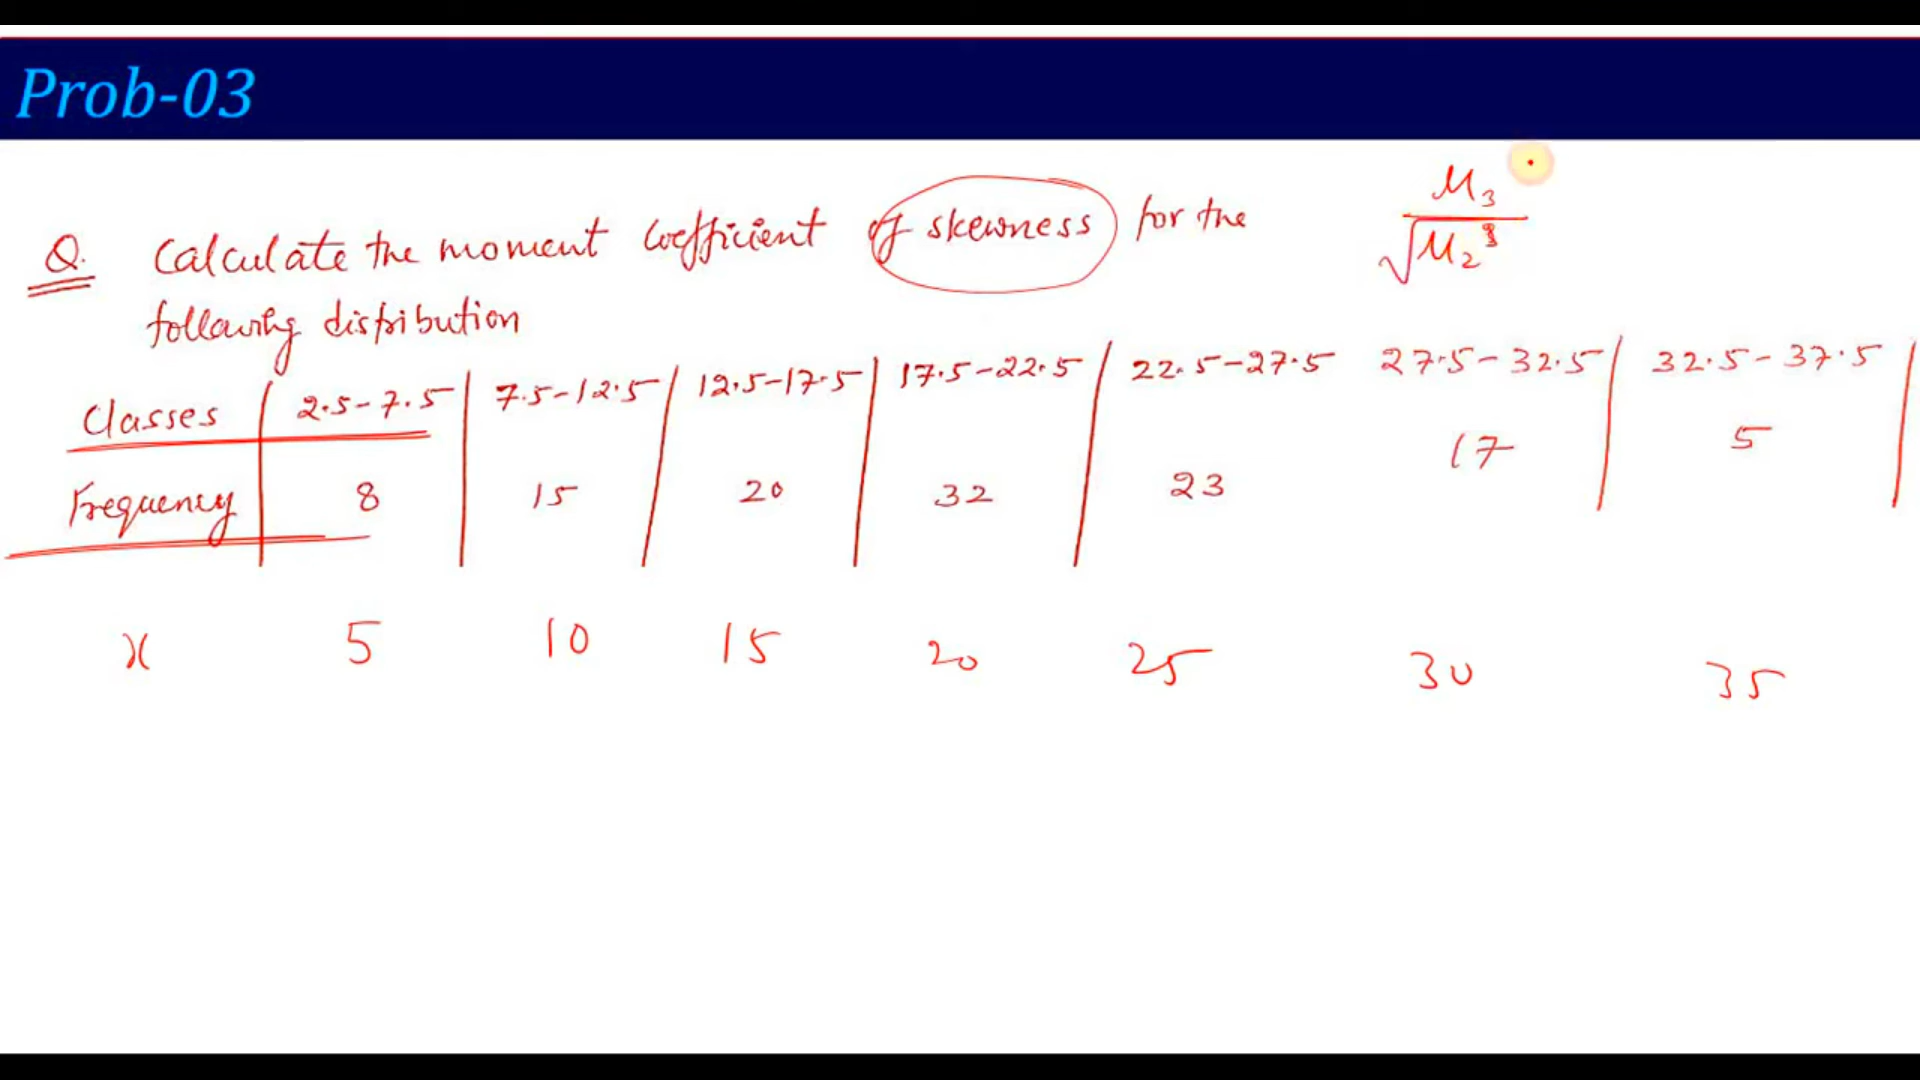 Prob-03
μ3
Q. Calculate the moment coefficient of skewness for the
√μ2³
following distribution
Classes 2.5-7.5 7.5-12.5 12.5-17.5 17.5-22.5 22.5-27.5 27.5-32.5 32.5-37.5
Frequency 8 15 20 32 23 17 5
x 5 10 15 20 25 30 35